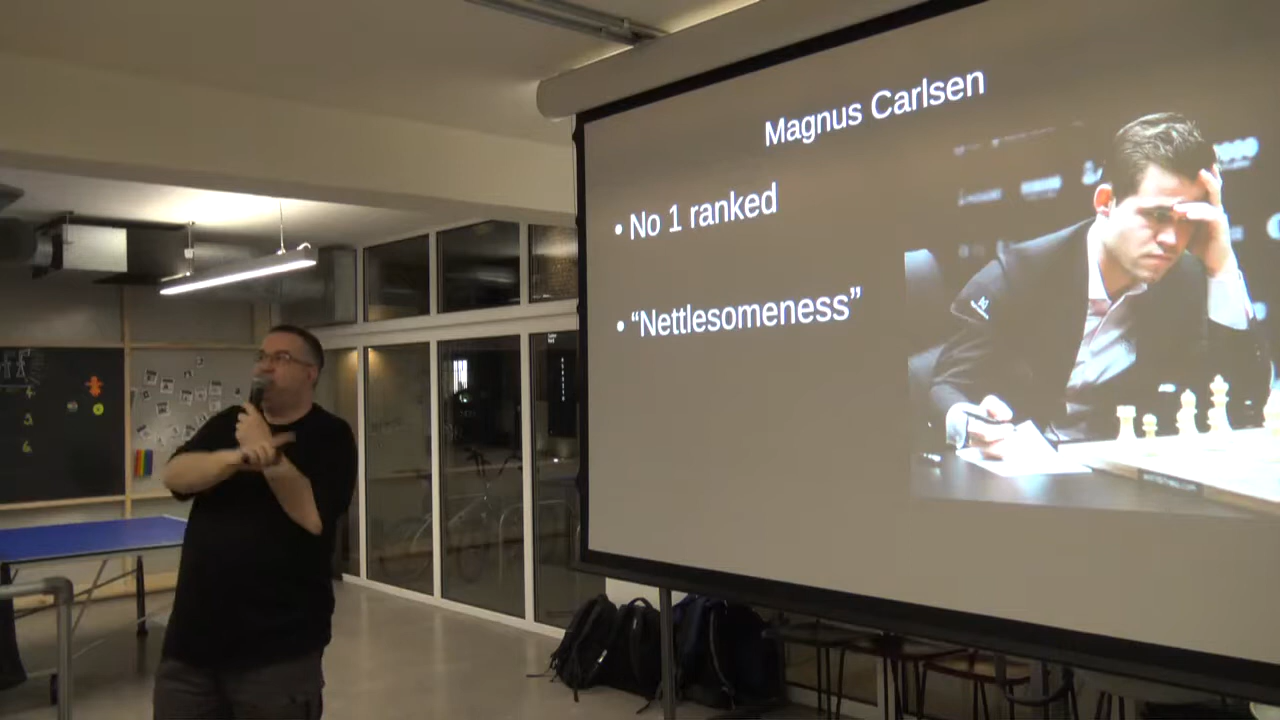 Magnus Carlsen
• No 1 ranked
• “Nettlesomeness”